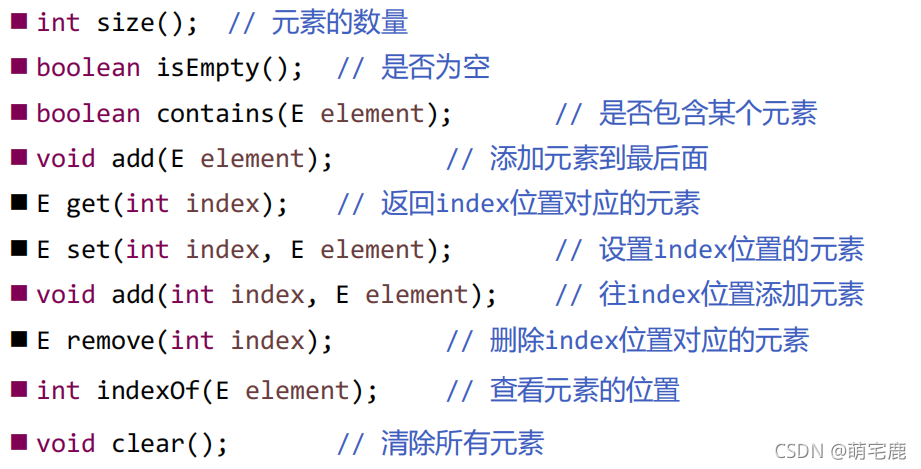 ■ int size(); // 元素的数量
■ boolean isEmpty(); // 是否为空
■ boolean contains(E element); // 是否包含某个元素
■ void add(E element); // 添加元素到最后面
■ E get(int index); // 返回index位置对应的元素
■ E set(int index, E element); // 设置index位置的元素
■ void add(int index, E element); // 往index位置添加元素
■ E remove(int index); // 删除index位置对应的元素
■ int indexOf(E element); // 查看元素的位置
■ void clear(); // 清除所有元素
CSDN @萌宅鹿